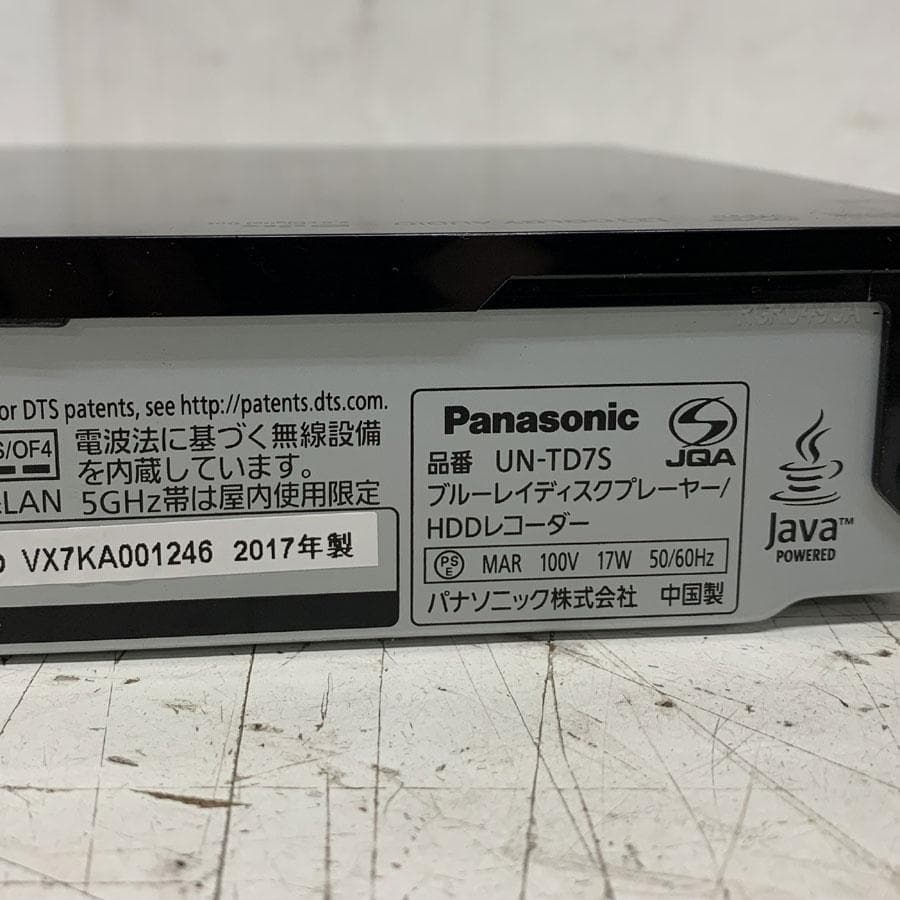 or DTS patents, see http://patents.dts.com.
S/OF4
電波法に基づく無線設備
を内蔵しています。
LAN 5GHz帯は屋内使用限定
VX7KA001246 2017年製
Panasonic
JQA
品番 UN-TD7S
ブルーレイディスクプレーヤー/
HDDレコーダー
PS
E
MAR 100V 17W 50/60Hz
パナソニック株式会社 中国製
Java™
POWERED